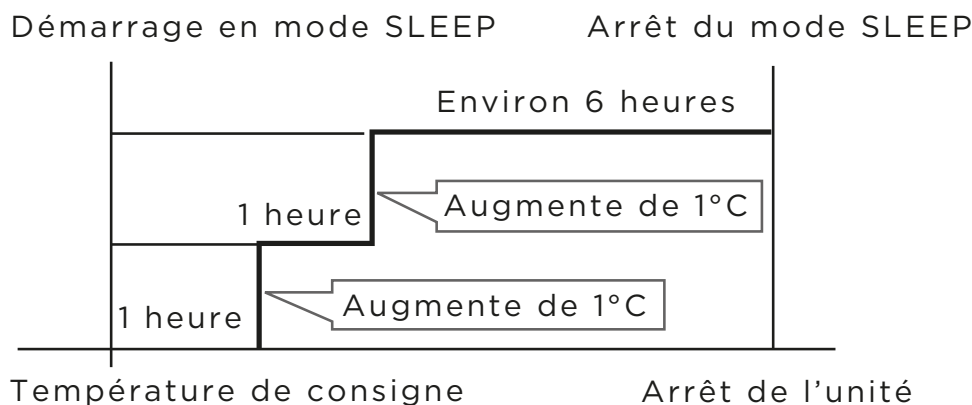 Démarrage en mode SLEEP
Arrêt du mode SLEEP
Environ 6 heures
1 heure
Augmente de 1°C
1 heure
Augmente de 1°C
Température de consigne
Arrêt de l'unité